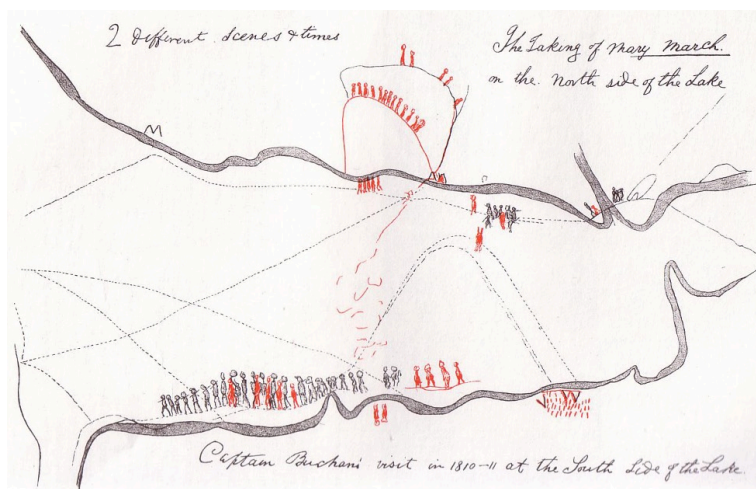 2 Different Scenes & times
The Taking of Mary March.
on the North side of the Lake
Captain Buchan's visit in 1810-11 at the South Side of the Lake.